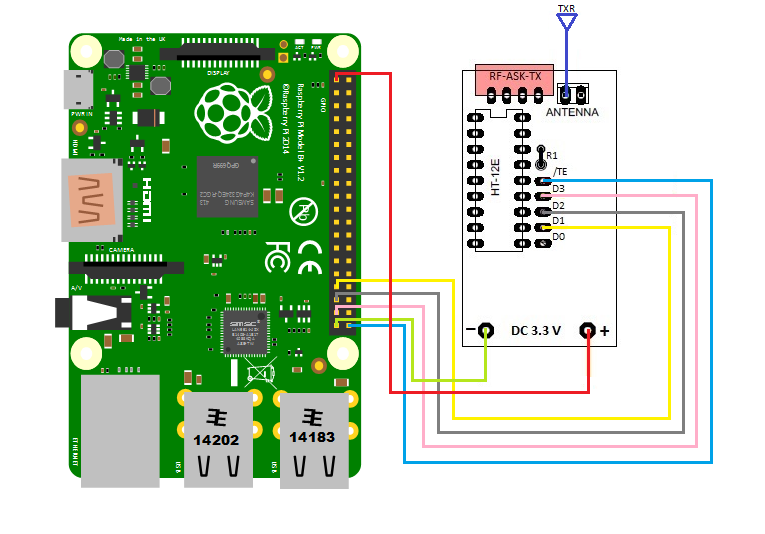 TXR
Made in the UK
DISPLAY
ACT
PWR
RF-ASK-TX
ANTENNA
PWR IN
GPIO
Raspberry Pi Model B+ V1.2
©Raspberry Pi 2014
HDMI
HDMI
R1
HT-12E
/TE
D3
D2
D1
D0
SAMSUNG
Pb
FC
CE
CAMERA
A/V
DC 3.3 V
−
+
SMSC
14202
14183
ETHERNET
USB
USB